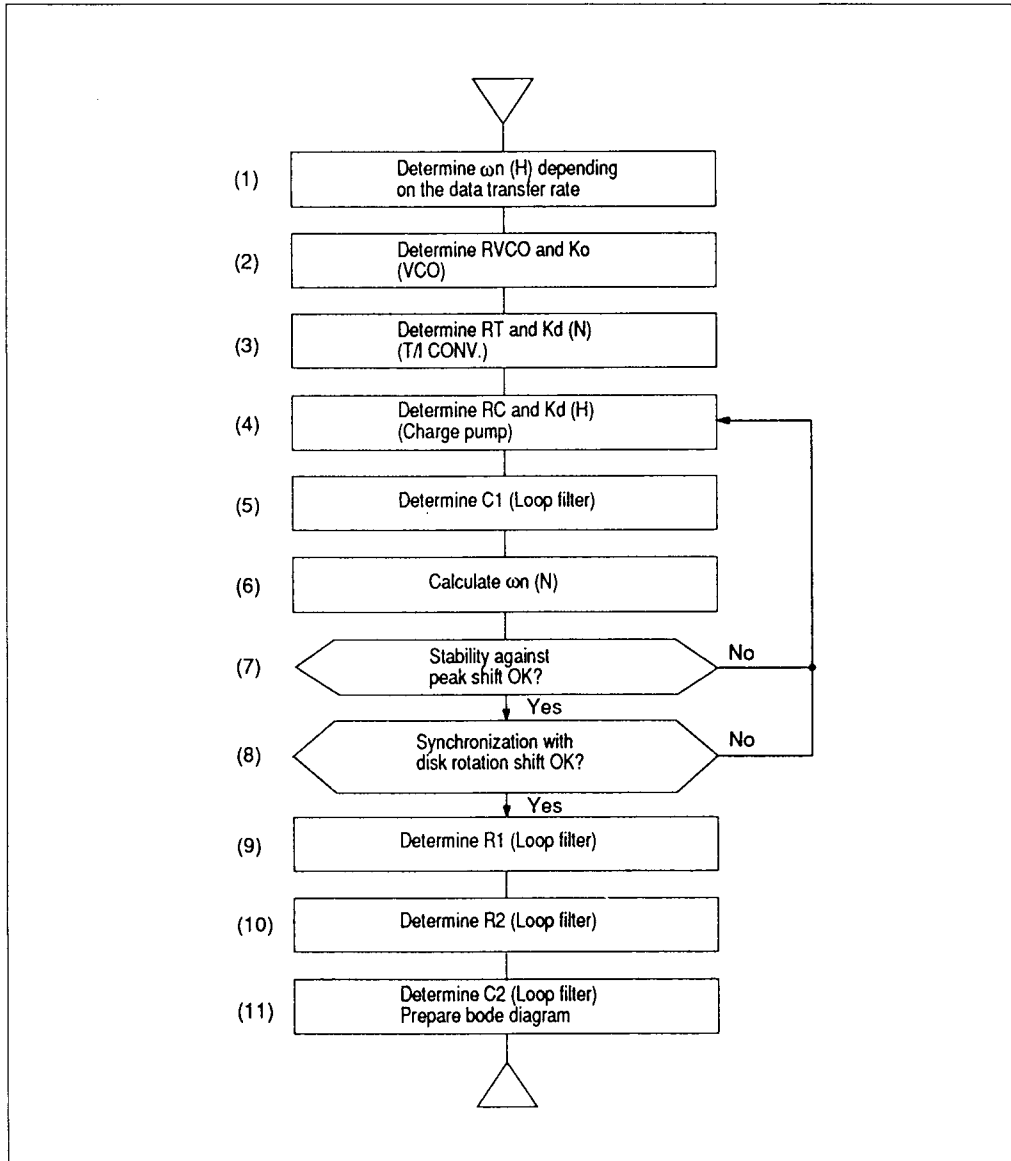 (1) Determine ωn (H) depending
on the data transfer rate
(2) Determine RVCO and Ko
(VCO)
(3) Determine RT and Kd (N)
(T/I CONV.)
(4) Determine RC and Kd (H)
(Charge pump)
(5) Determine C1 (Loop filter)
(6) Calculate ωn (N)
(7) Stability against
peak shift OK?
No
Yes
(8) Synchronization with
disk rotation shift OK?
No
Yes
(9) Determine R1 (Loop filter)
(10) Determine R2 (Loop filter)
(11) Determine C2 (Loop filter)
Prepare bode diagram